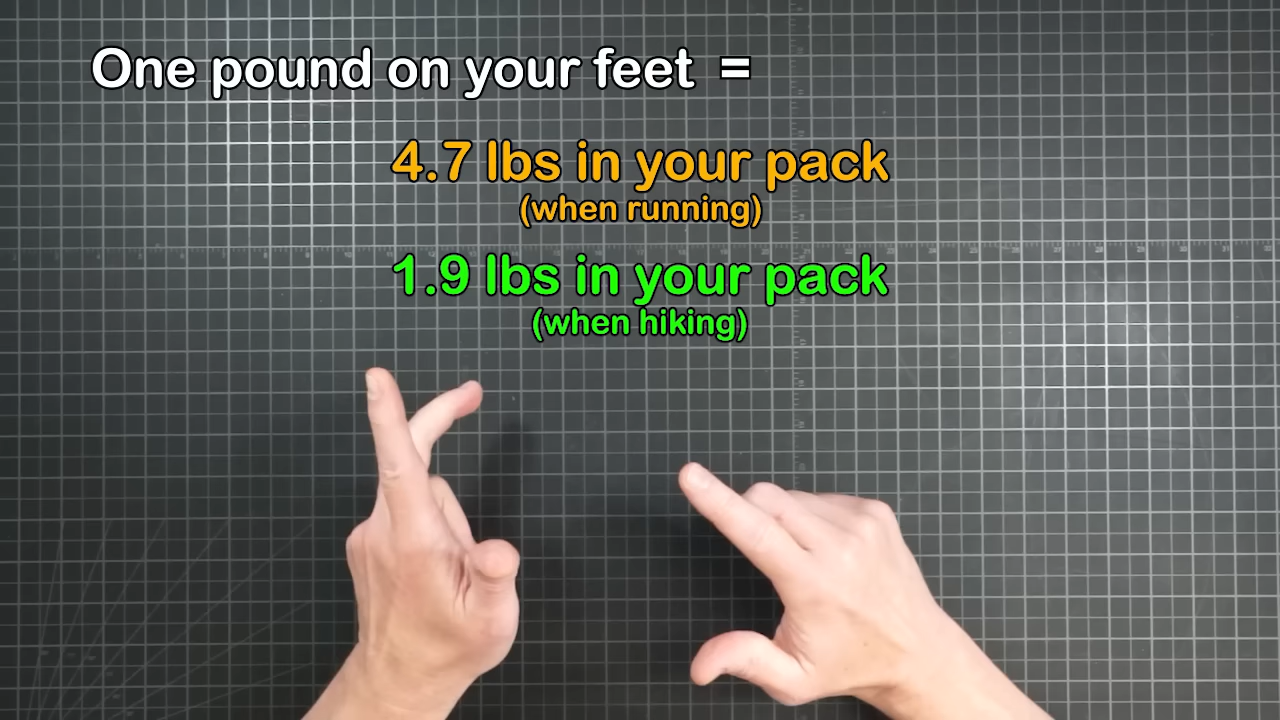 One pound on your feet =
4.7 lbs in your pack
(when running)
1.9 lbs in your pack
(when hiking)